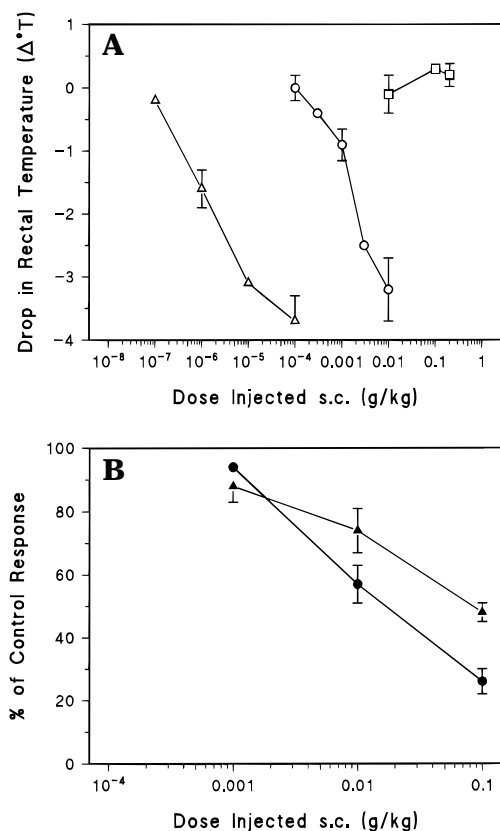 A
Drop in Rectal Temperature (Δ°T)
1
0
-1
-2
-3
-4
10⁻⁸ 10⁻⁷ 10⁻⁶ 10⁻⁵ 10⁻⁴ 0.001 0.01 0.1 1
Dose Injected s.c. (g/kg)
B
% of Control Response
100
80
60
40
20
0
10⁻⁴ 0.001 0.01 0.1
Dose Injected s.c. (g/kg)